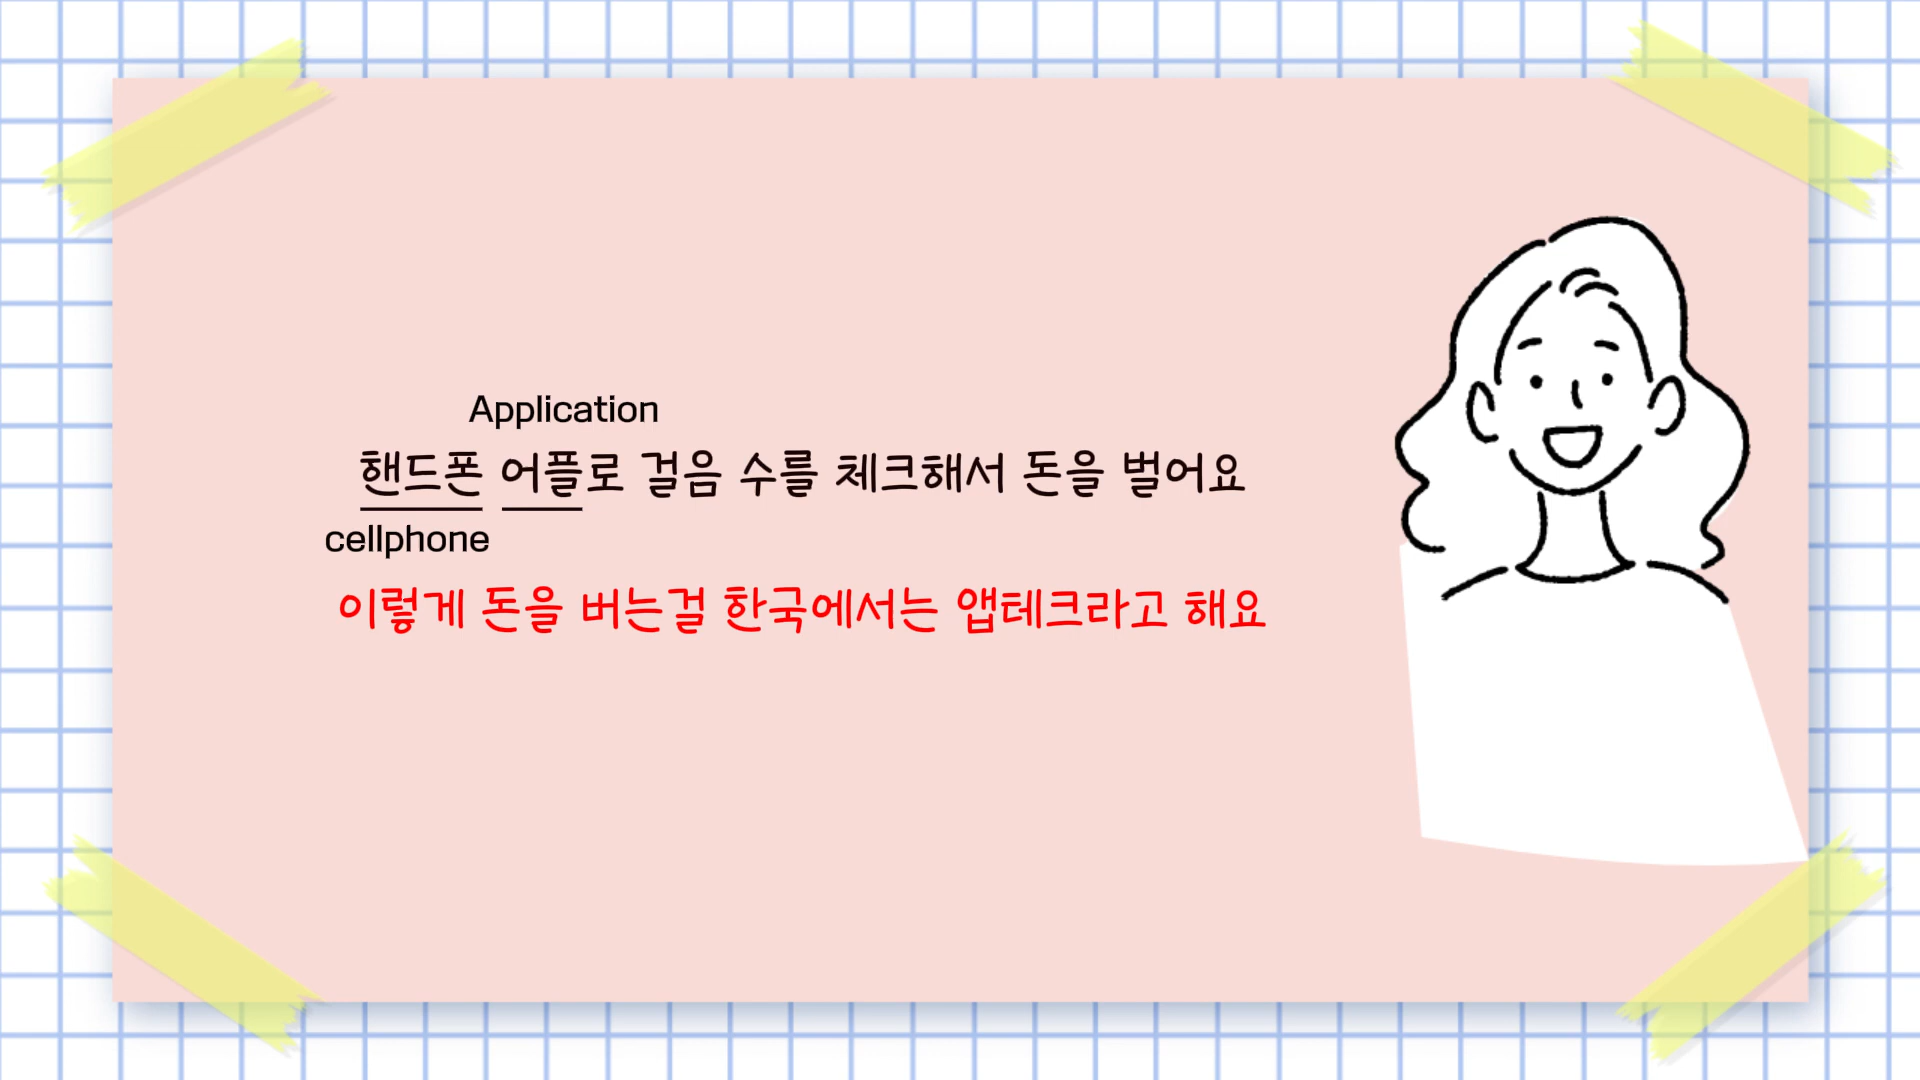 Application
핸드폰 어플로 걸음 수를 체크해서 돈을 벌어요
cellphone
이렇게 돈을 버는걸 한국에서는 앱테크라고 해요